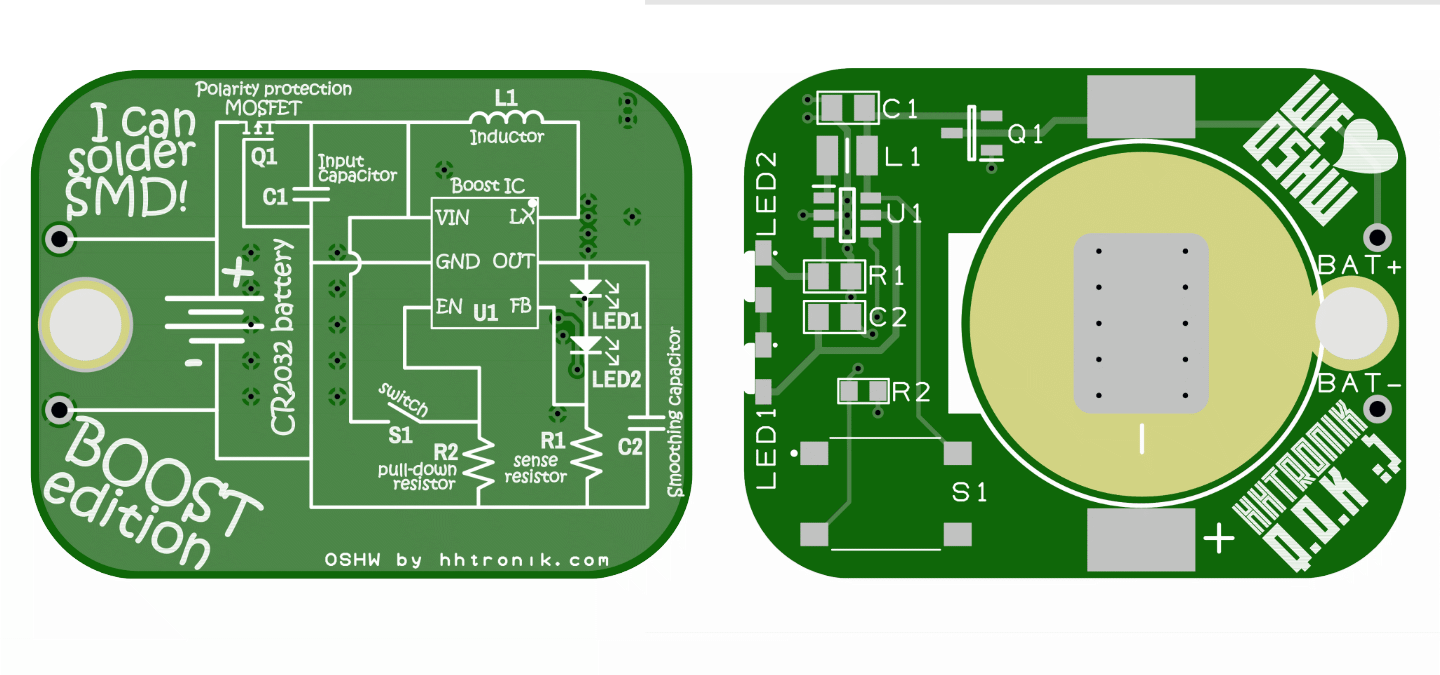 I can
solder
SMD!
Polarity protection
MOSFET
Q1
Input
capacitor
C1
L1
Inductor
Boost IC
VIN
LX
GND
OUT
EN
U1
FB
LED1
LED2
+
-
CR2032 battery
switch
S1
R2
pull-down
resistor
R1
sense
resistor
C2
Smoothing capacitor
BOOST
edition
OSHW by hhtronik.com
C1
Q1
L1
LED2
U1
R1
C2
R2
LED1
S1
WE
OSHW
BAT+
BAT-
+
HHTRONIK
Q.O.K :)